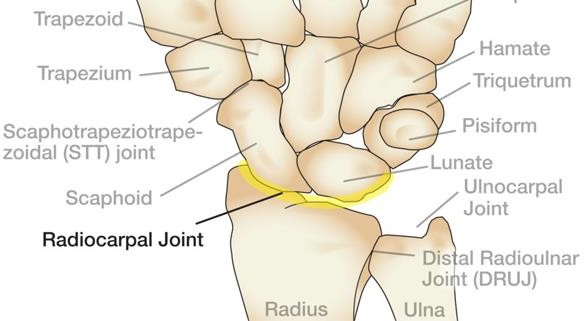 Trapezoid
Hamate
Trapezium
Triquetrum
Pisiform
Scaphotrapeziotrape-
zoidal (STT) joint
Lunate
Scaphoid
Ulnocarpal
Joint
Radiocarpal Joint
Distal Radioulnar
Joint (DRUJ)
Radius
Ulna